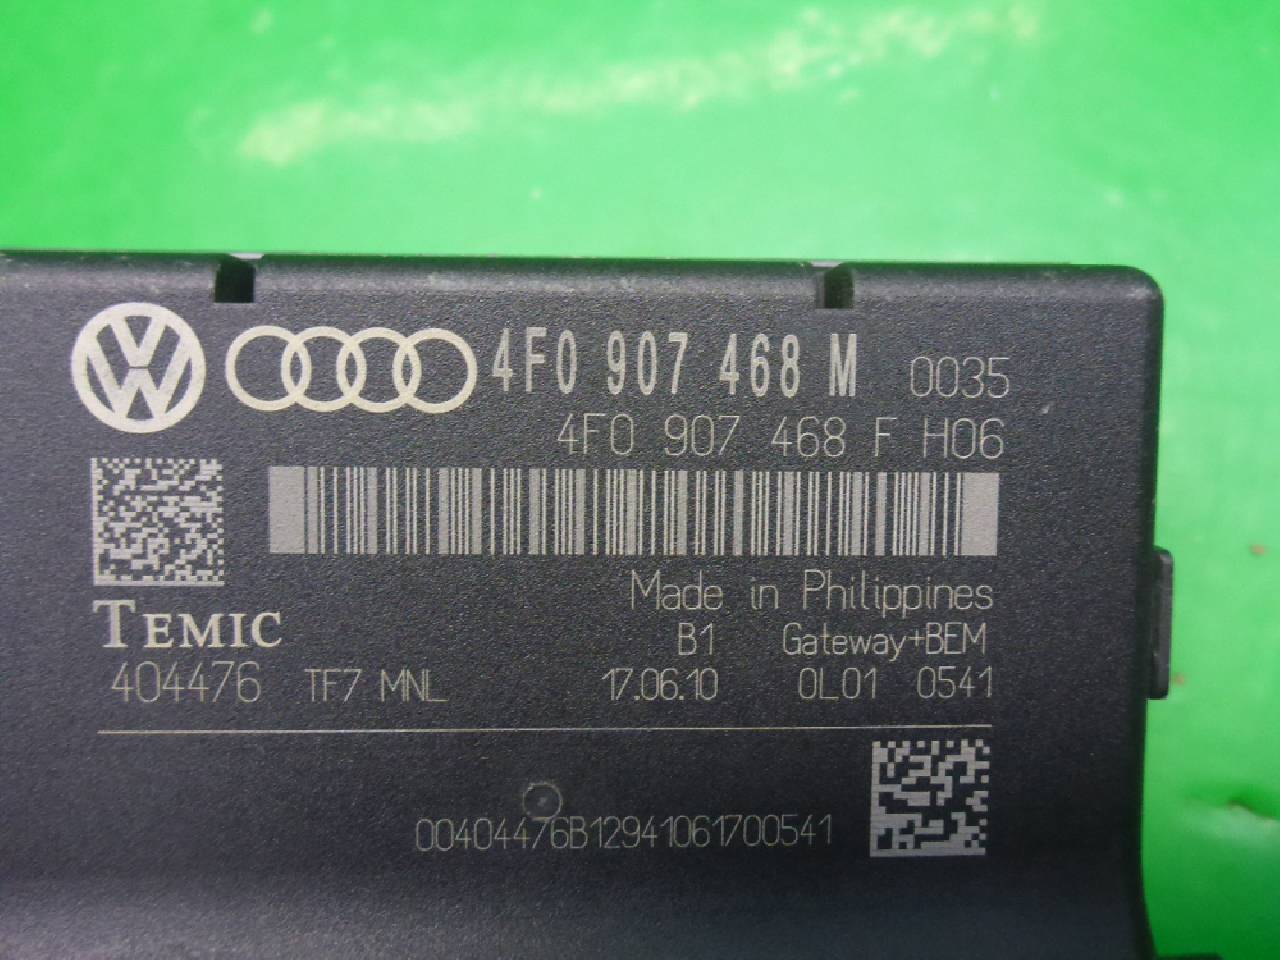 4F0 907 468 M 0035
4F0 907 468 F H06
Made in Philippines
TEMIC
B1 Gateway+BEM
404476 TF7 MNL 17.06.10 0L01 0541
00404476B12941061700541